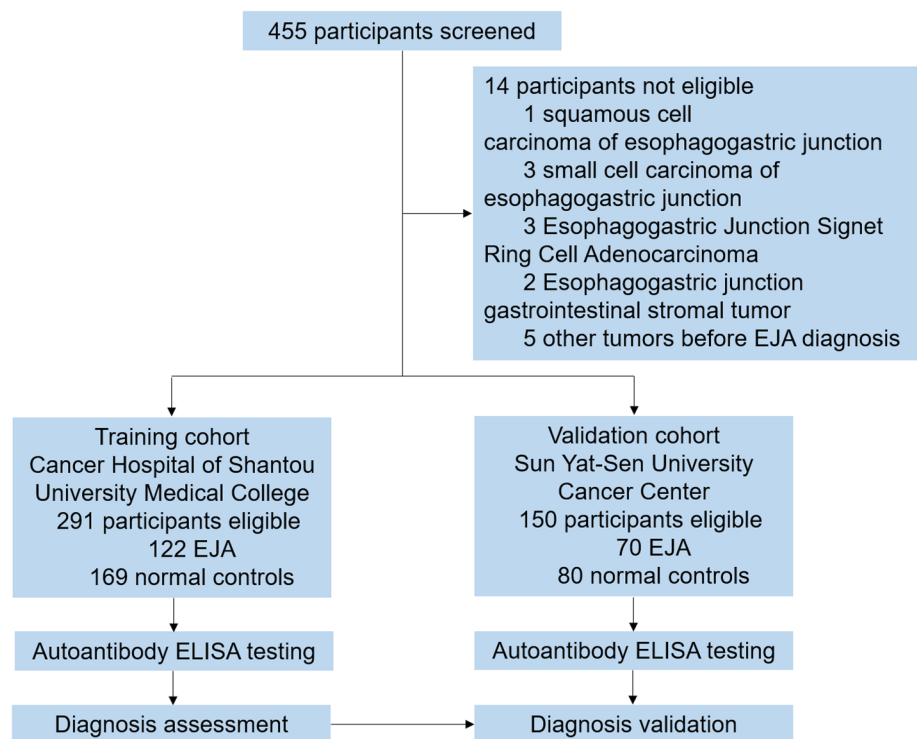 455 participants screened
14 participants not eligible
1 squamous cell
carcinoma of esophagogastric junction
3 small cell carcinoma of
esophagogastric junction
3 Esophagogastric Junction Signet
Ring Cell Adenocarcinoma
2 Esophagogastric junction
gastrointestinal stromal tumor
5 other tumors before EJA diagnosis
Training cohort
Cancer Hospital of Shantou
University Medical College
291 participants eligible
122 EJA
169 normal controls
Validation cohort
Sun Yat-Sen University
Cancer Center
150 participants eligible
70 EJA
80 normal controls
Autoantibody ELISA testing
Autoantibody ELISA testing
Diagnosis assessment
Diagnosis validation